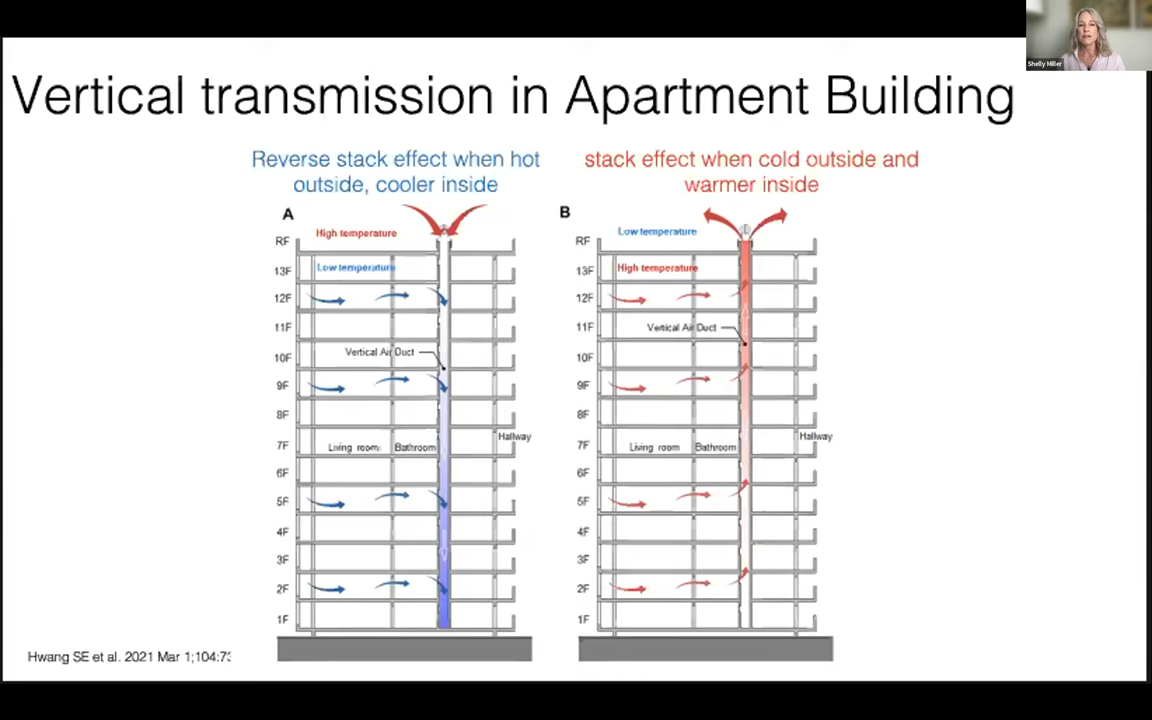 Shelly Miller
Vertical transmission in Apartment Building
Reverse stack effect when hot
outside, cooler inside
stack effect when cold outside and
warmer inside
A
High temperature
RF
Low temperature
13F
12F
11F
Vertical Air Duct
10F
9F
8F
Hallway
7F
Living room
Bathroom
6F
5F
4F
3F
2F
1F
B
Low temperature
RF
High temperature
13F
12F
Vertical Air Duct
11F
10F
9F
8F
Hallway
7F
Living room
Bathroom
6F
5F
4F
3F
2F
1F
Hwang SE et al. 2021 Mar 1;104:73